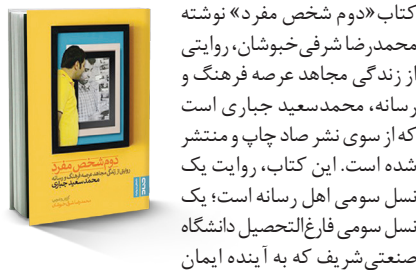 کتاب «دوم شخص مفرد» نوشته
محمدرضا شرفی‌خبوشان، روایتی
از زندگی مجاهد عرصه فرهنگ و
رسانه، محمدسعید جباری است
که از سوی نشر صاد چاپ و منتشر
شده است. این کتاب، روایت یک
نسل سومی اهل رسانه است؛ یک
نسل سومی فارغ‌التحصیل دانشگاه
صنعتی‌شریف که به آینده ایمان
دوم شخص مفرد
روایتی از زندگی مجاهد عرصه فرهنگ و رسانه
محمد سعید جباری